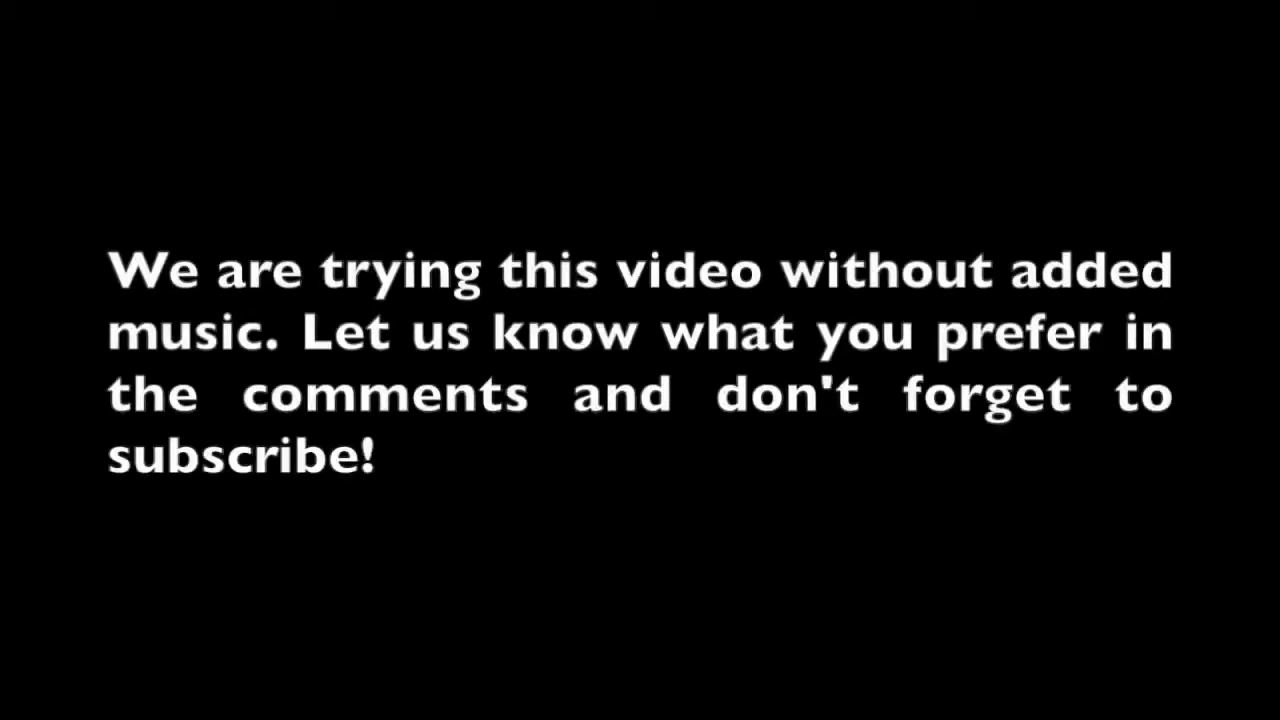 We are trying this video without added
music. Let us know what you prefer in
the comments and don't forget to
subscribe!